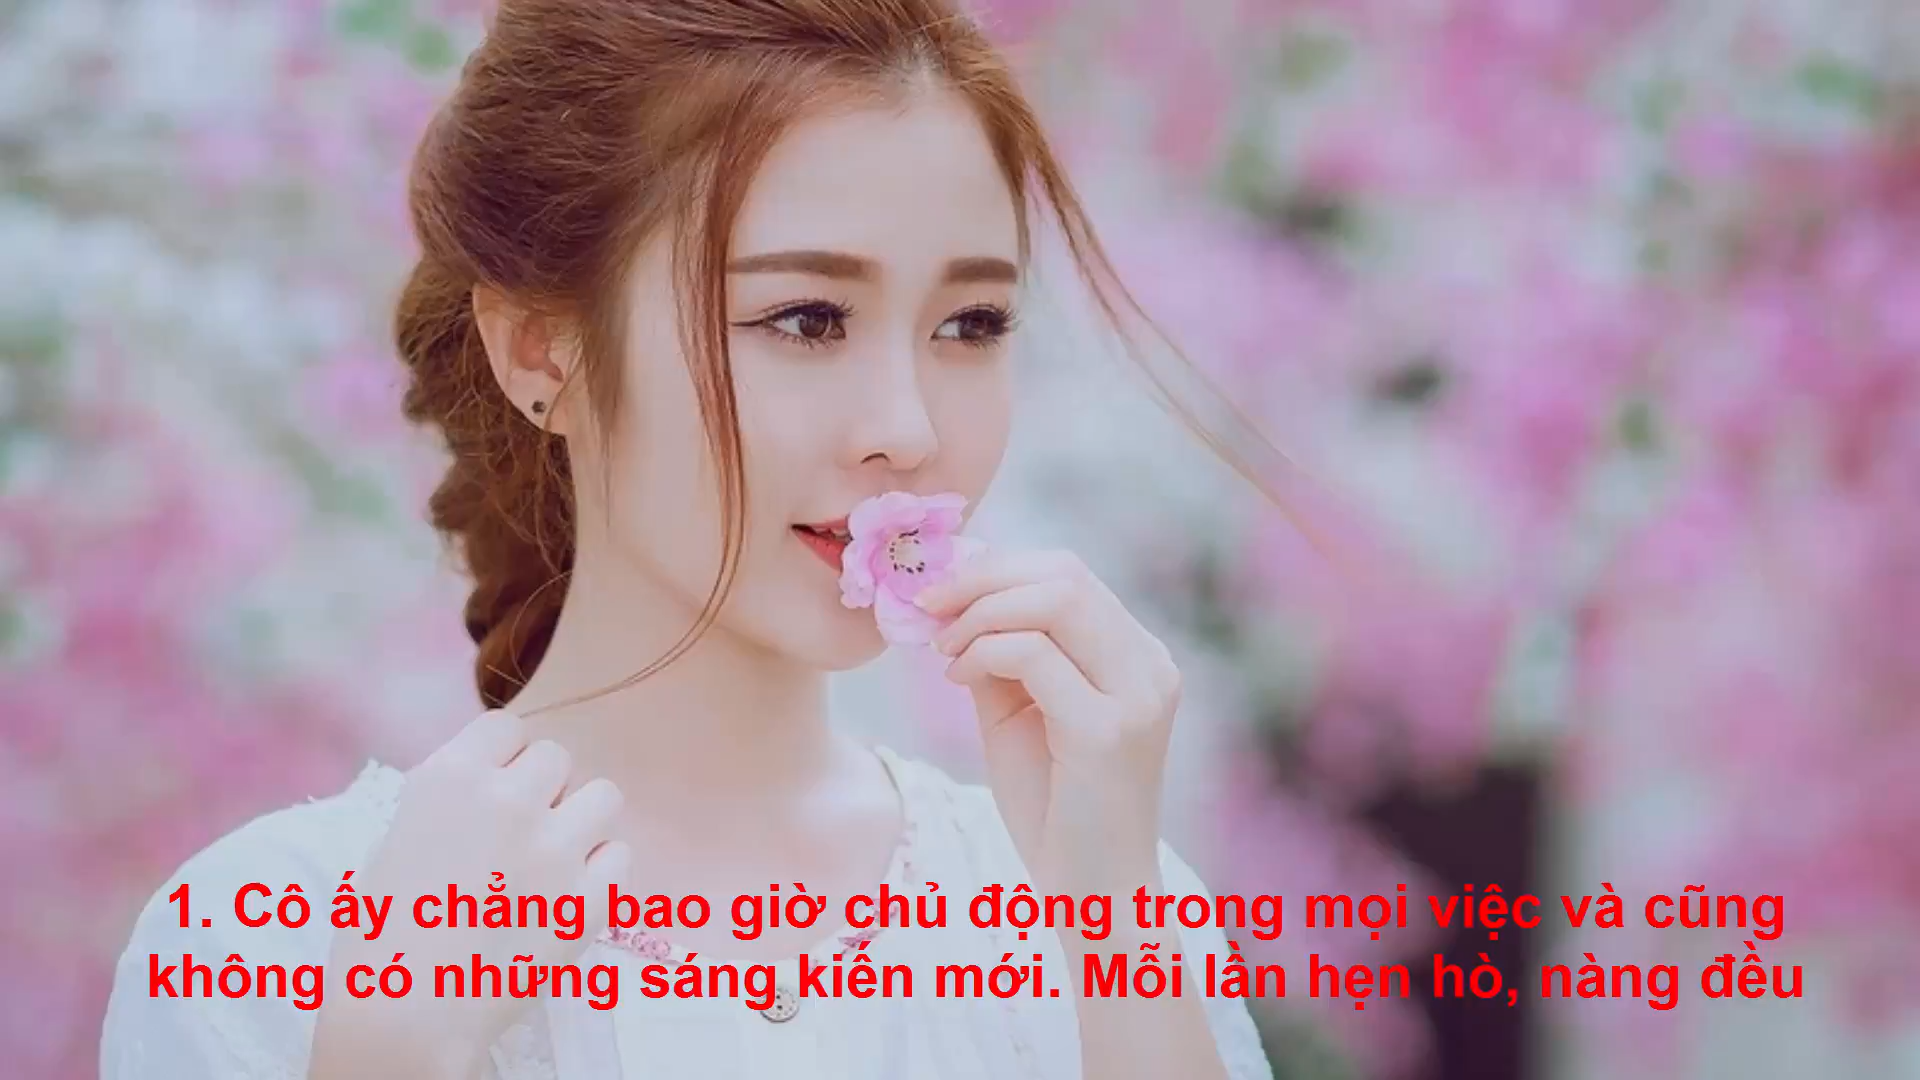 1. Cô ấy chẳng bao giờ chủ động trong mọi việc và cũng
không có những sáng kiến mới. Mỗi lần hẹn hò, nàng đều